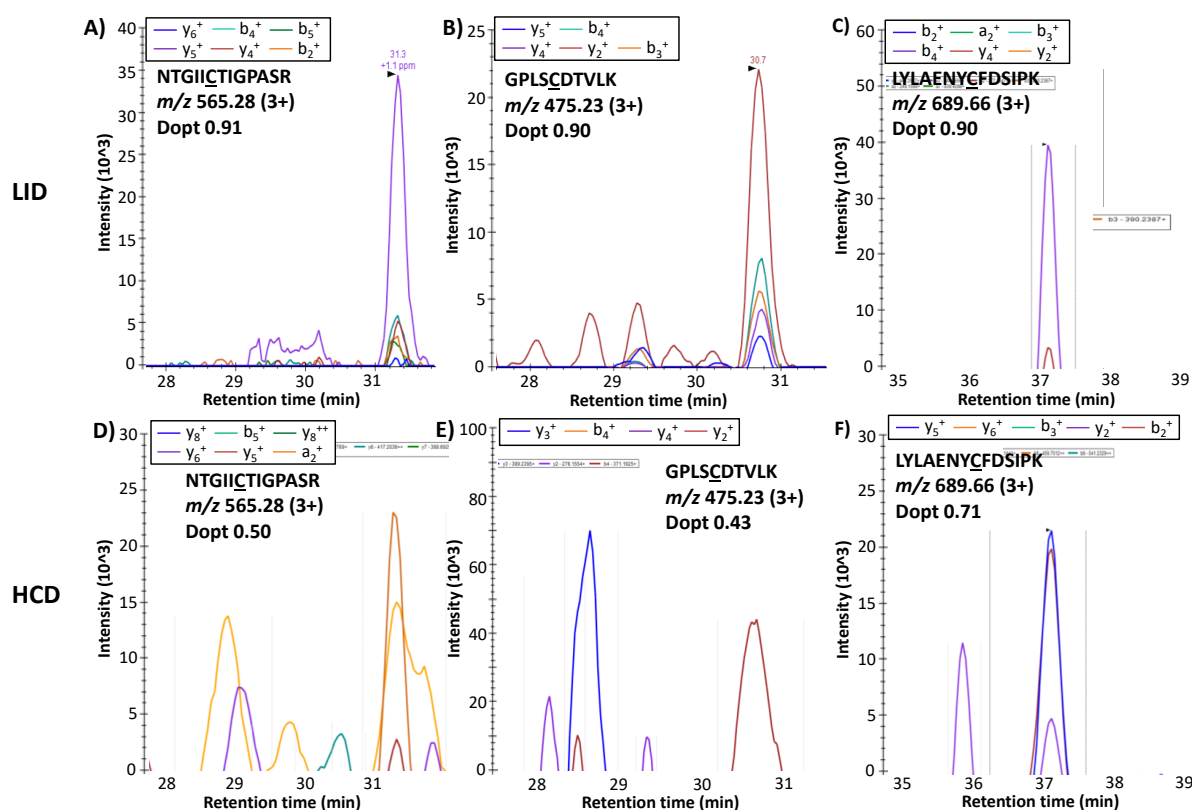 LID
A)
y6+ b4+ b5+
y5+ y4+ b2+
NTGIICTIGPASR
m/z 565.28 (3+)
Dopt 0.91
31.3
+1.1 ppm
Intensity (10^3)
40
35
30
25
20
15
10
5
0
28 29 30 31
Retention time (min)
B)
y5+ b4+
y4+ y2+ b3+
GPLSCDTVLK
m/z 475.23 (3+)
Dopt 0.90
30.7
Intensity (10^3)
25
20
15
10
5
0
28 29 30 31
Retention time (min)
C)
b2+ a2+ b3+
b4+ y4+ y2+
LYLAENYCFDSIPK
m/z 689.66 (3+)
Dopt 0.90
b3 - 390.2387+
Intensity (10^3)
60
50
40
30
20
10
0
35 36 37 38 39
Retention time (min)
HCD
D)
y8+ b5+ y8++
y6+ y5+ a2+
NTGIICTIGPASR
m/z 565.28 (3+)
Dopt 0.50
Intensity (10^3)
30
25
20
15
10
5
0
28 29 30 31
Retention time (min)
E)
y3+ b4+ y4+ y2+
GPLSCDTVLK
m/z 475.23 (3+)
Dopt 0.43
Intensity (10^3)
100
80
60
40
20
0
28 29 30 31
Retention time (min)
F)
y5+ y6+ b3+ y2+ b2+
LYLAENYCFDSIPK
m/z 689.66 (3+)
Dopt 0.71
Intensity (10^3)
30
25
20
15
10
5
0
35 36 37 38 39
Retention time (min)